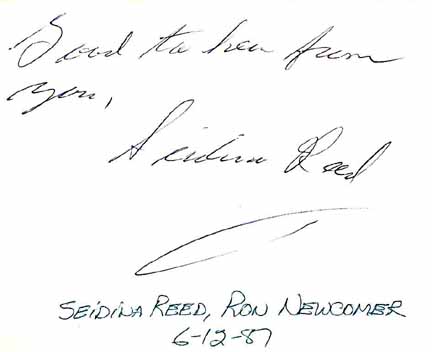 Good to hear from
you,
Seidina Reed
SEIDINA REED, RON NEWCOMER
6-12-87